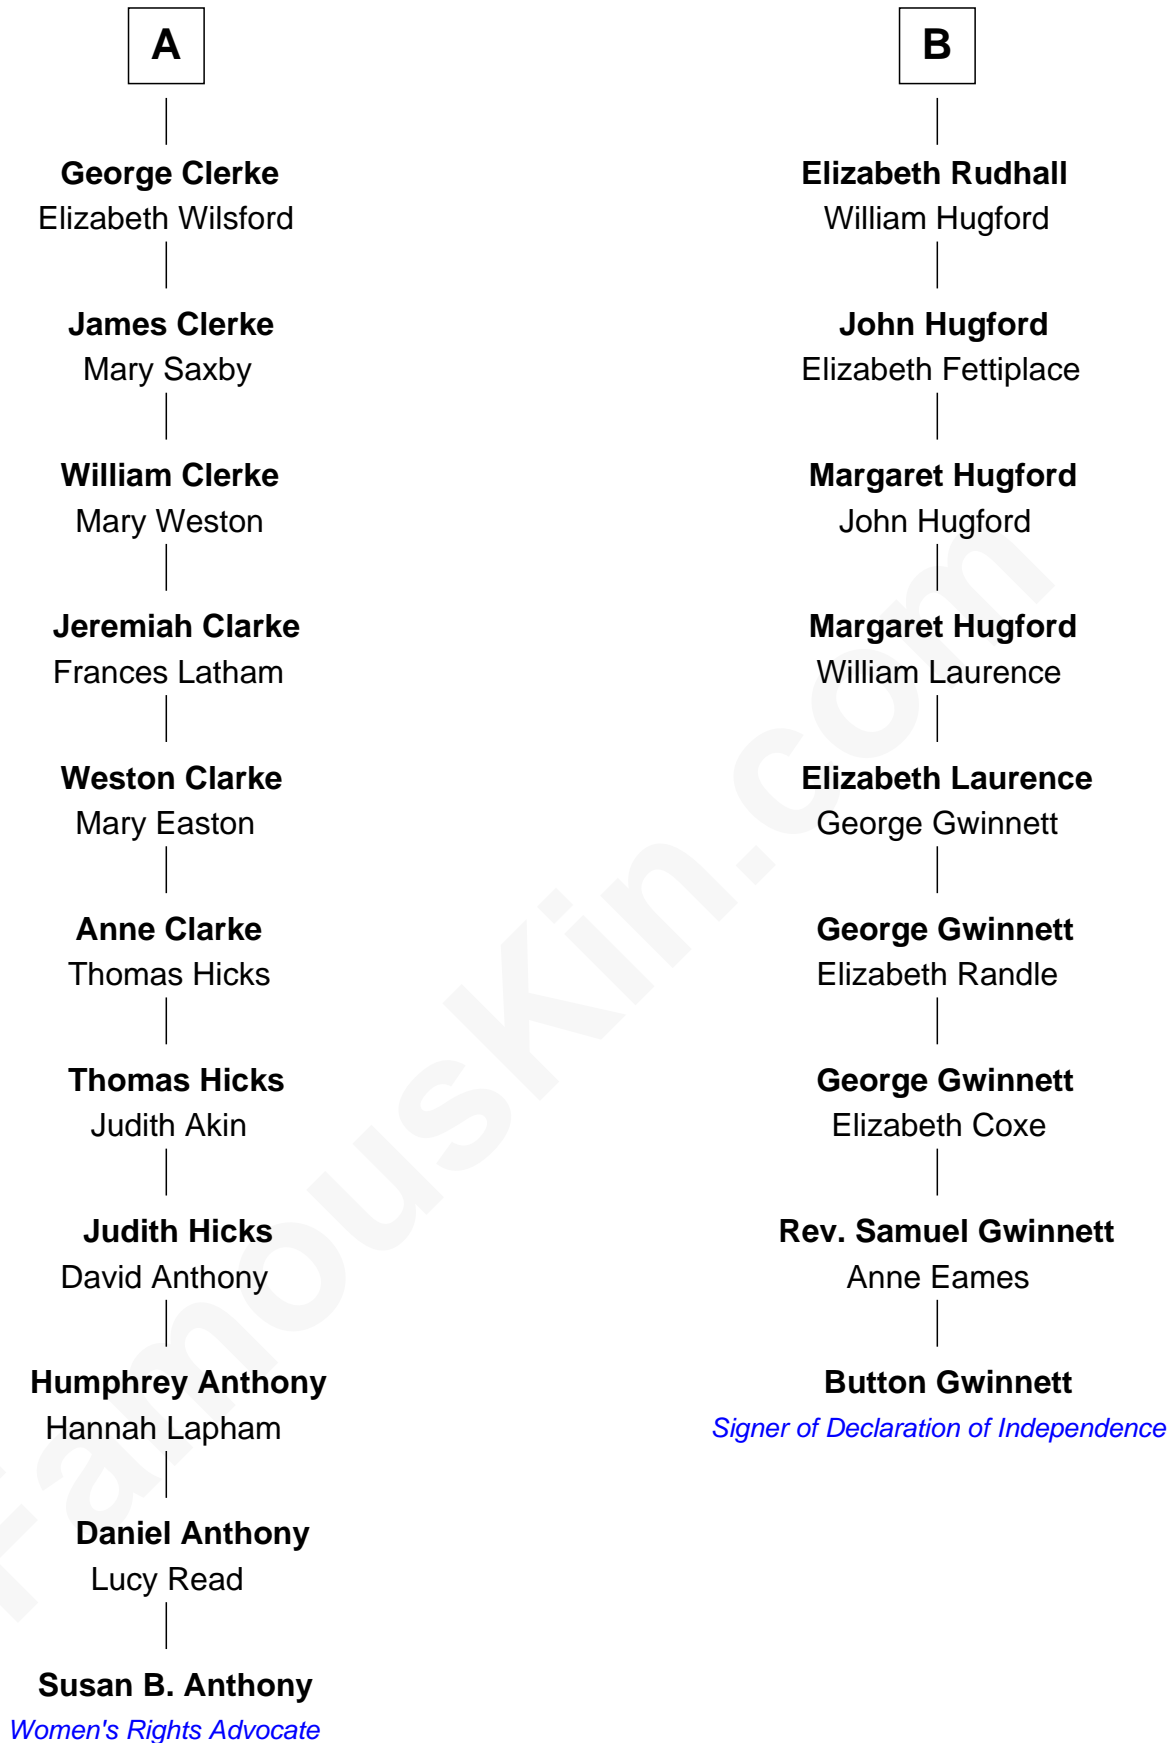 A
George Clerke
Elizabeth Wilsford
James Clerke
Mary Saxby
William Clerke
Mary Weston
Jeremiah Clarke
Frances Latham
Weston Clarke
Mary Easton
Anne Clarke
Thomas Hicks
Thomas Hicks
Judith Akin
Judith Hicks
David Anthony
Humphrey Anthony
Hannah Lapham
Daniel Anthony
Lucy Read
Susan B. Anthony
Women's Rights Advocate
B
Elizabeth Rudhall
William Hugford
John Hugford
Elizabeth Fettiplace
Margaret Hugford
John Hugford
Margaret Hugford
William Laurence
Elizabeth Laurence
George Gwinnett
George Gwinnett
Elizabeth Randle
George Gwinnett
Elizabeth Coxe
Rev. Samuel Gwinnett
Anne Eames
Button Gwinnett
Signer of Declaration of Independence
FamousKin.com